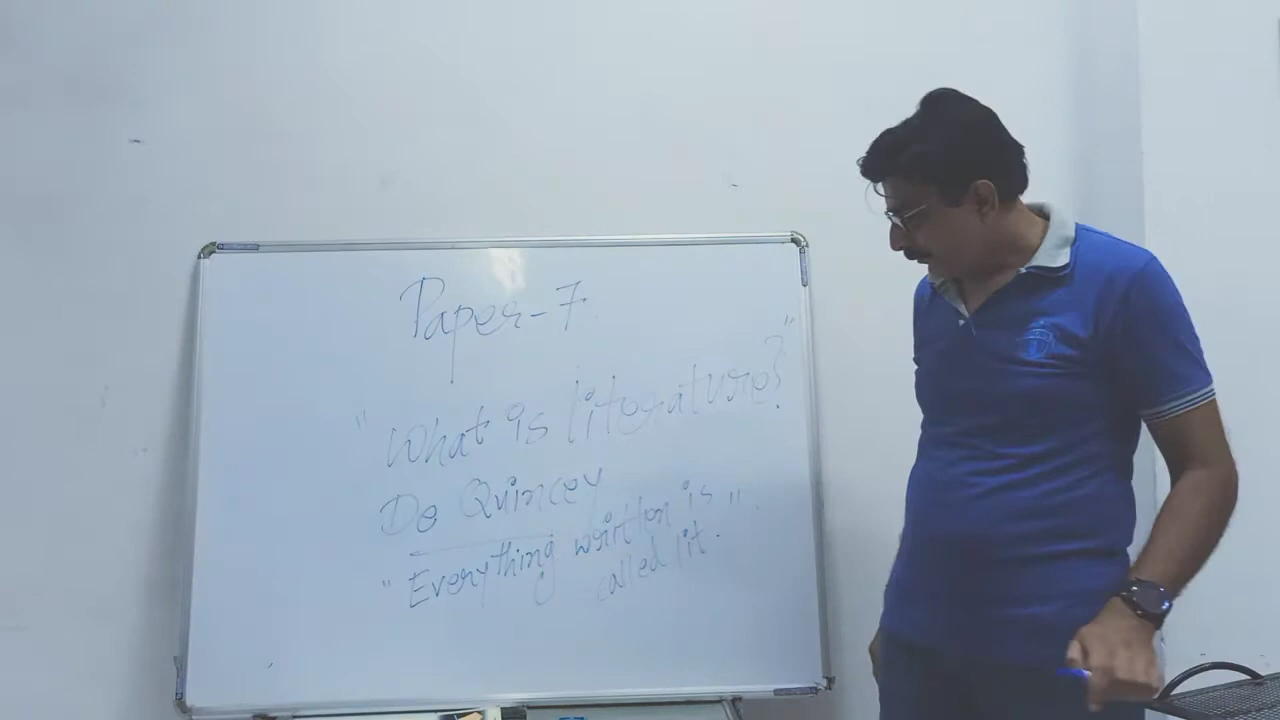 Paper-7
"What is literature?"
De Quincey
"Everything written is"
called lit.